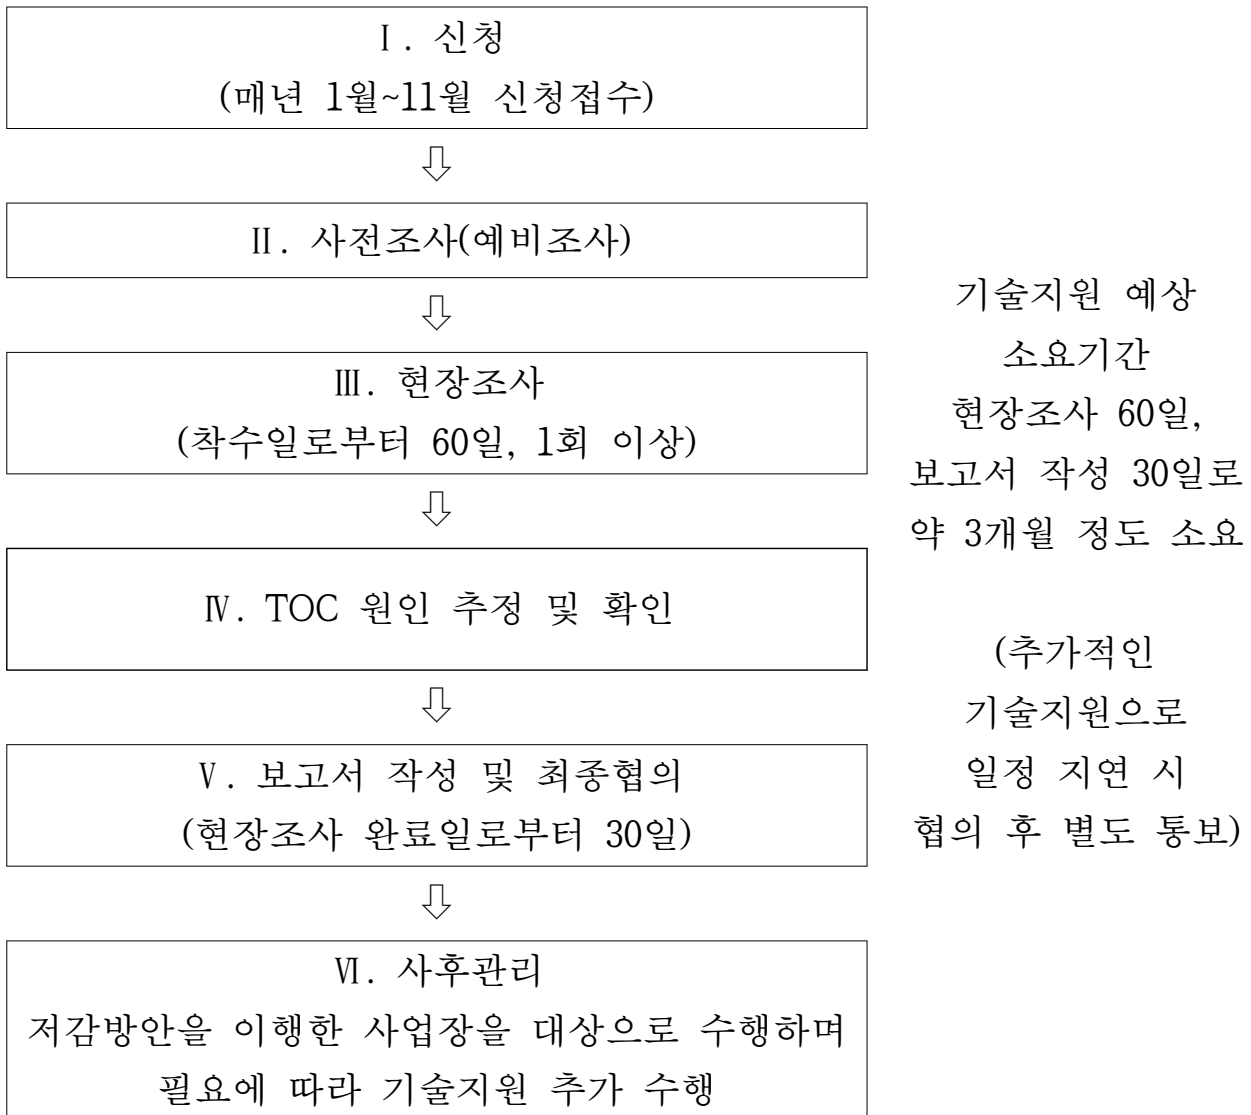 Ⅰ. 신청
(매년 1월~11월 신청접수)
⇩
Ⅱ. 사전조사(예비조사)
⇩
Ⅲ. 현장조사
(착수일로부터 60일, 1회 이상)
⇩
Ⅳ. TOC 원인 추정 및 확인
⇩
Ⅴ. 보고서 작성 및 최종협의
(현장조사 완료일로부터 30일)
⇩
Ⅵ. 사후관리
저감방안을 이행한 사업장을 대상으로 수행하며
필요에 따라 기술지원 추가 수행
기술지원 예상
소요기간
현장조사 60일,
보고서 작성 30일로
약 3개월 정도 소요
(추가적인
기술지원으로
일정 지연 시
협의 후 별도 통보)